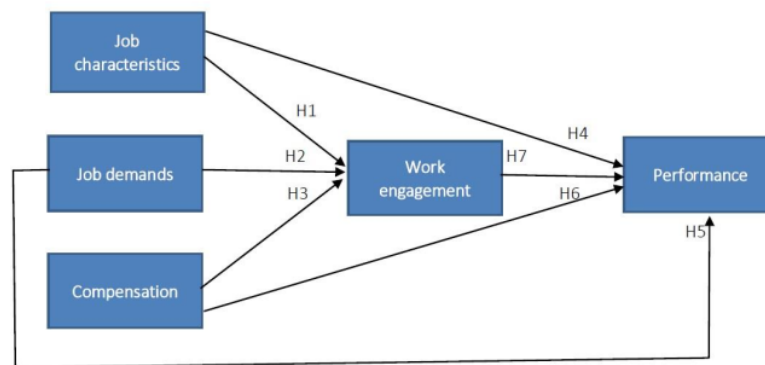 Job
characteristics
H1
H4
Job demands
H2
Work
engagement
H7
Performance
H3
H6
H5
Compensation